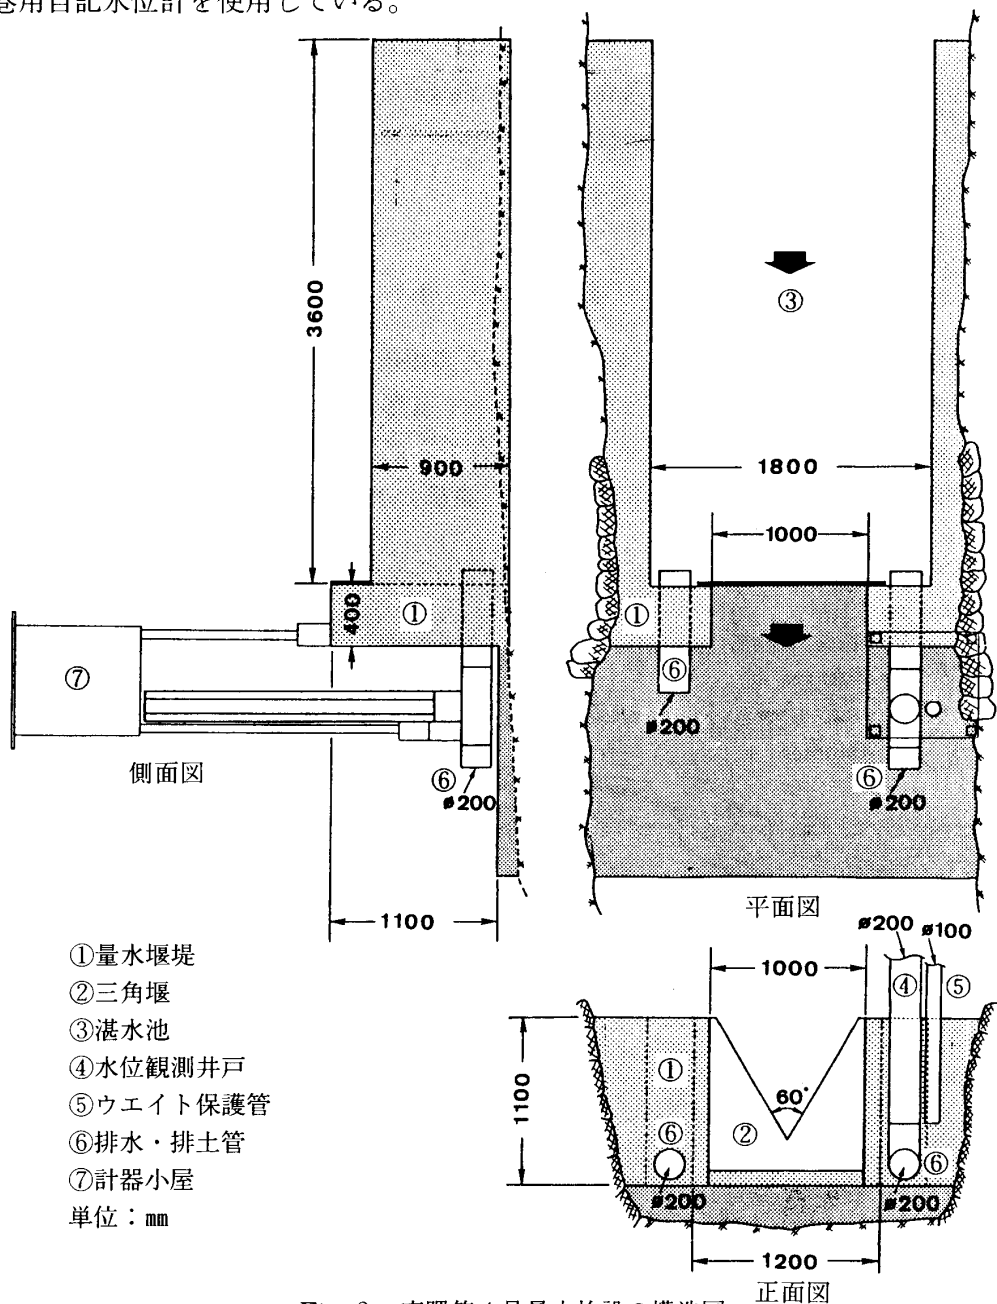 用自記水位計を使用している。
3600
900
400
①
⑦
側面図
⑥
ø200
1100
③
1800
1000
①
⑥
ø200
⑥
ø200
平面図
①量水堰堤
②三角堰
③湛水池
④水位観測井戸
⑤ウエイト保護管
⑥排水・排土管
⑦計器小屋
単位：㎜
ø200
ø100
1000
④
⑤
1100
①
60°
②
⑥
⑥
ø200
ø200
1200
正面図